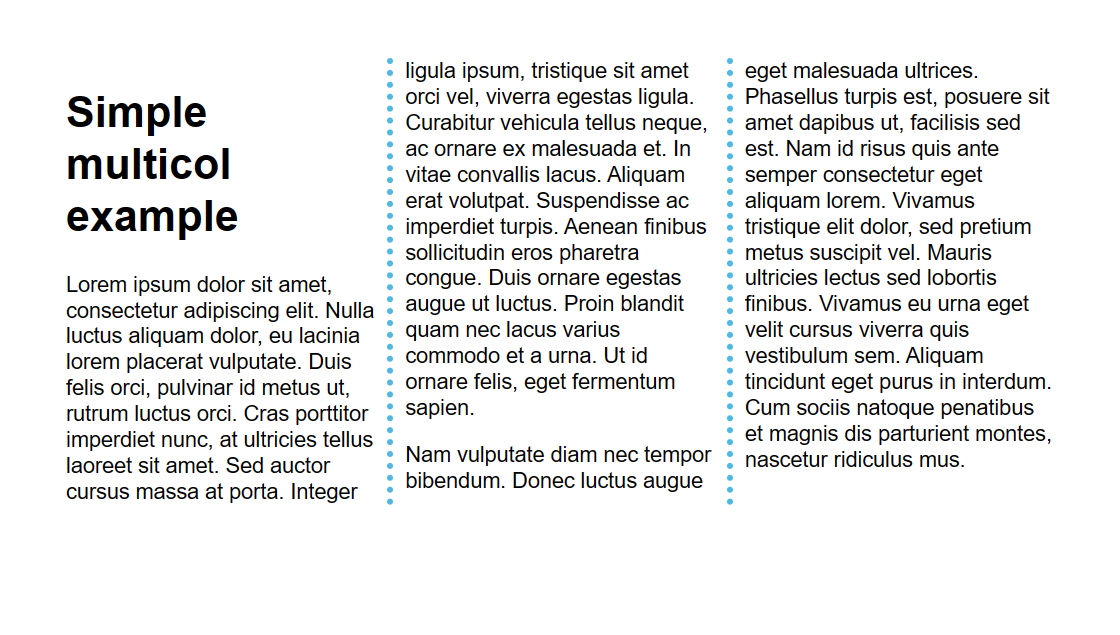 Simple
multicol
example
Lorem ipsum dolor sit amet,
consectetur adipiscing elit. Nulla
luctus aliquam dolor, eu lacinia
lorem placerat vulputate. Duis
felis orci, pulvinar id metus ut,
rutrum luctus orci. Cras porttitor
imperdiet nunc, at ultricies tellus
laoreet sit amet. Sed auctor
cursus massa at porta. Integer
ligula ipsum, tristique sit amet
orci vel, viverra egestas ligula.
Curabitur vehicula tellus neque,
ac ornare ex malesuada et. In
vitae convallis lacus. Aliquam
erat volutpat. Suspendisse ac
imperdiet turpis. Aenean finibus
sollicitudin eros pharetra
congue. Duis ornare egestas
augue ut luctus. Proin blandit
quam nec lacus varius
commodo et a urna. Ut id
ornare felis, eget fermentum
sapien.
Nam vulputate diam nec tempor
bibendum. Donec luctus augue
eget malesuada ultrices.
Phasellus turpis est, posuere sit
amet dapibus ut, facilisis sed
est. Nam id risus quis ante
semper consectetur eget
aliquam lorem. Vivamus
tristique elit dolor, sed pretium
metus suscipit vel. Mauris
ultricies lectus sed lobortis
finibus. Vivamus eu urna eget
velit cursus viverra quis
vestibulum sem. Aliquam
tincidunt eget purus in interdum.
Cum sociis natoque penatibus
et magnis dis parturient montes,
nascetur ridiculus mus.